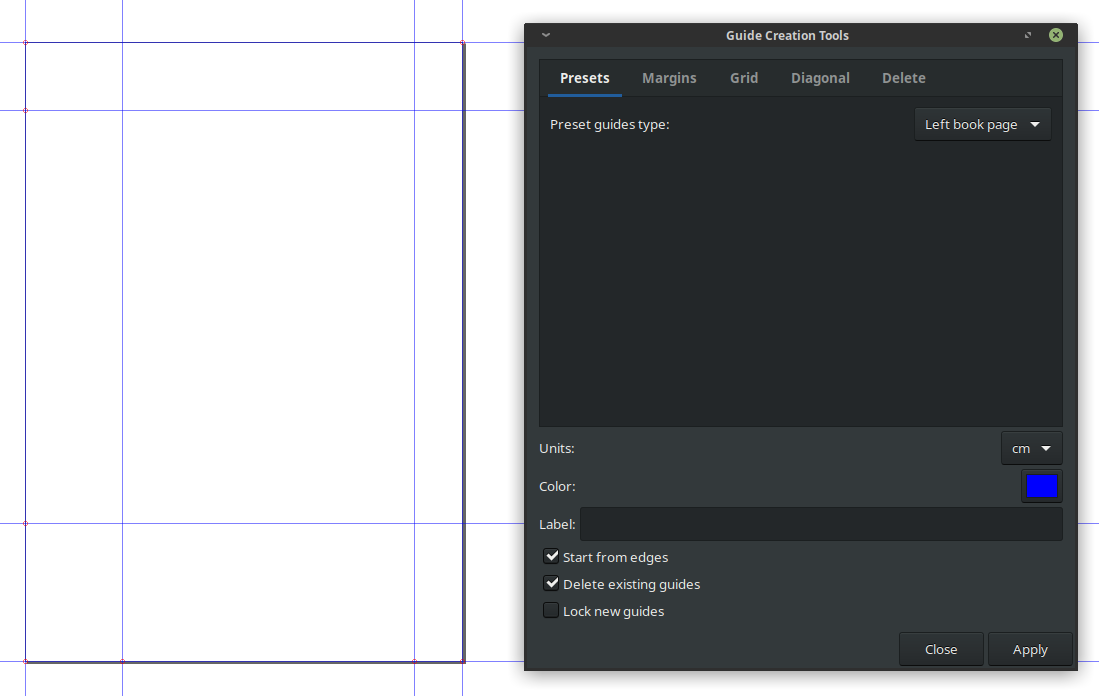 Guide Creation Tools
Presets Margins Grid Diagonal Delete
Preset guides type: Left book page
Units: cm
Color:
Label:
Start from edges
Delete existing guides
Lock new guides
Close Apply